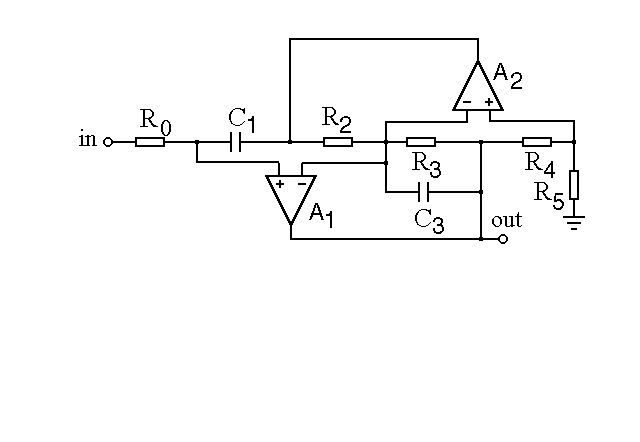 A2
R0 C1 R2
in
+ - - +
R3 R4
R5
A1 C3 out